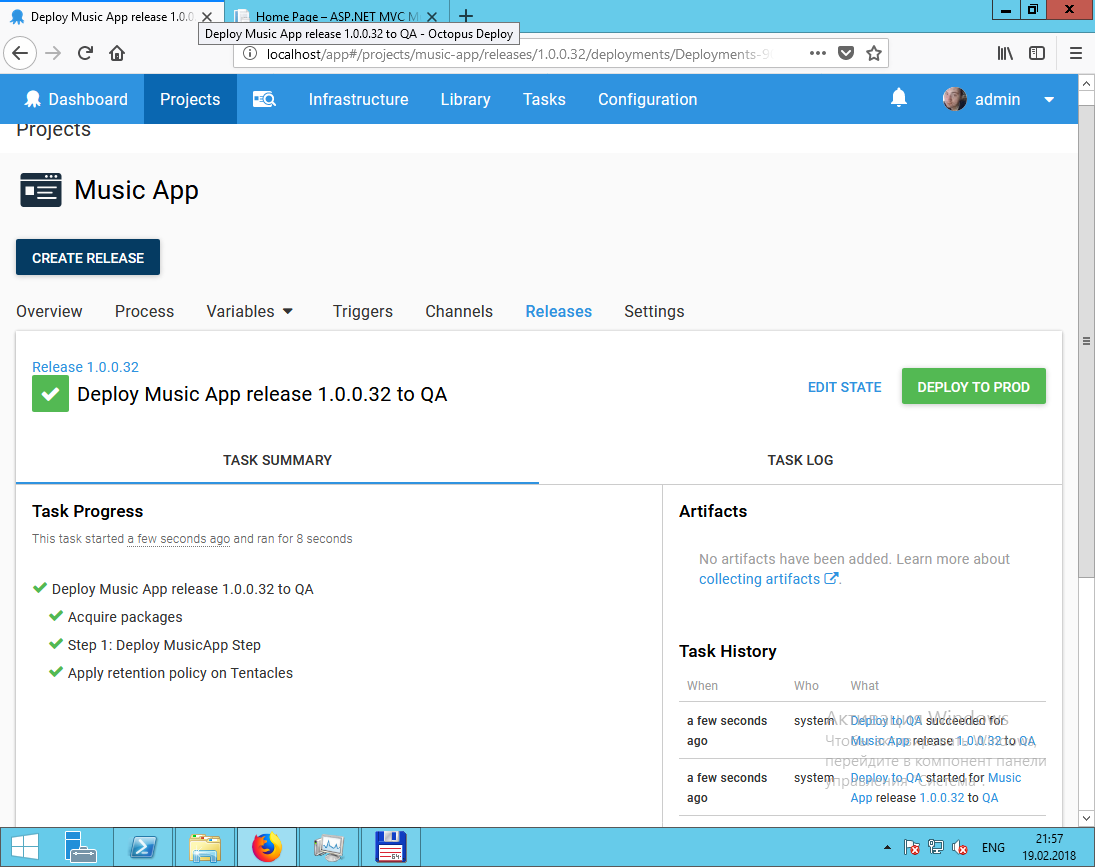 Deploy Music App release 1.0.0
Home Page – ASP.NET MVC M
Deploy Music App release 1.0.0.32 to QA - Octopus Deploy
localhost/app#/projects/music-app/releases/1.0.0.32/deployments/Deployments-9
Dashboard
Projects
Infrastructure
Library
Tasks
Configuration
admin
Projects
Music App
CREATE RELEASE
Overview
Process
Variables
Triggers
Channels
Releases
Settings
Release 1.0.0.32
Deploy Music App release 1.0.0.32 to QA
EDIT STATE
DEPLOY TO PROD
TASK SUMMARY
TASK LOG
Task Progress
This task started a few seconds ago and ran for 8 seconds
Deploy Music App release 1.0.0.32 to QA
Acquire packages
Step 1: Deploy MusicApp Step
Apply retention policy on Tentacles
Artifacts
No artifacts have been added. Learn more about
collecting artifacts.
Task History
When
Who
What
a few seconds
ago
system
Deploy to QA succeeded for
Music App release 1.0.0.32 to QA
a few seconds
ago
system
Deploy to QA started for Music
App release 1.0.0.32 to QA
Активация Windows
Чтобы активировать Windows,
перейдите в компонент панели
управления "Система".
64
ENG
21:57
19.02.2018